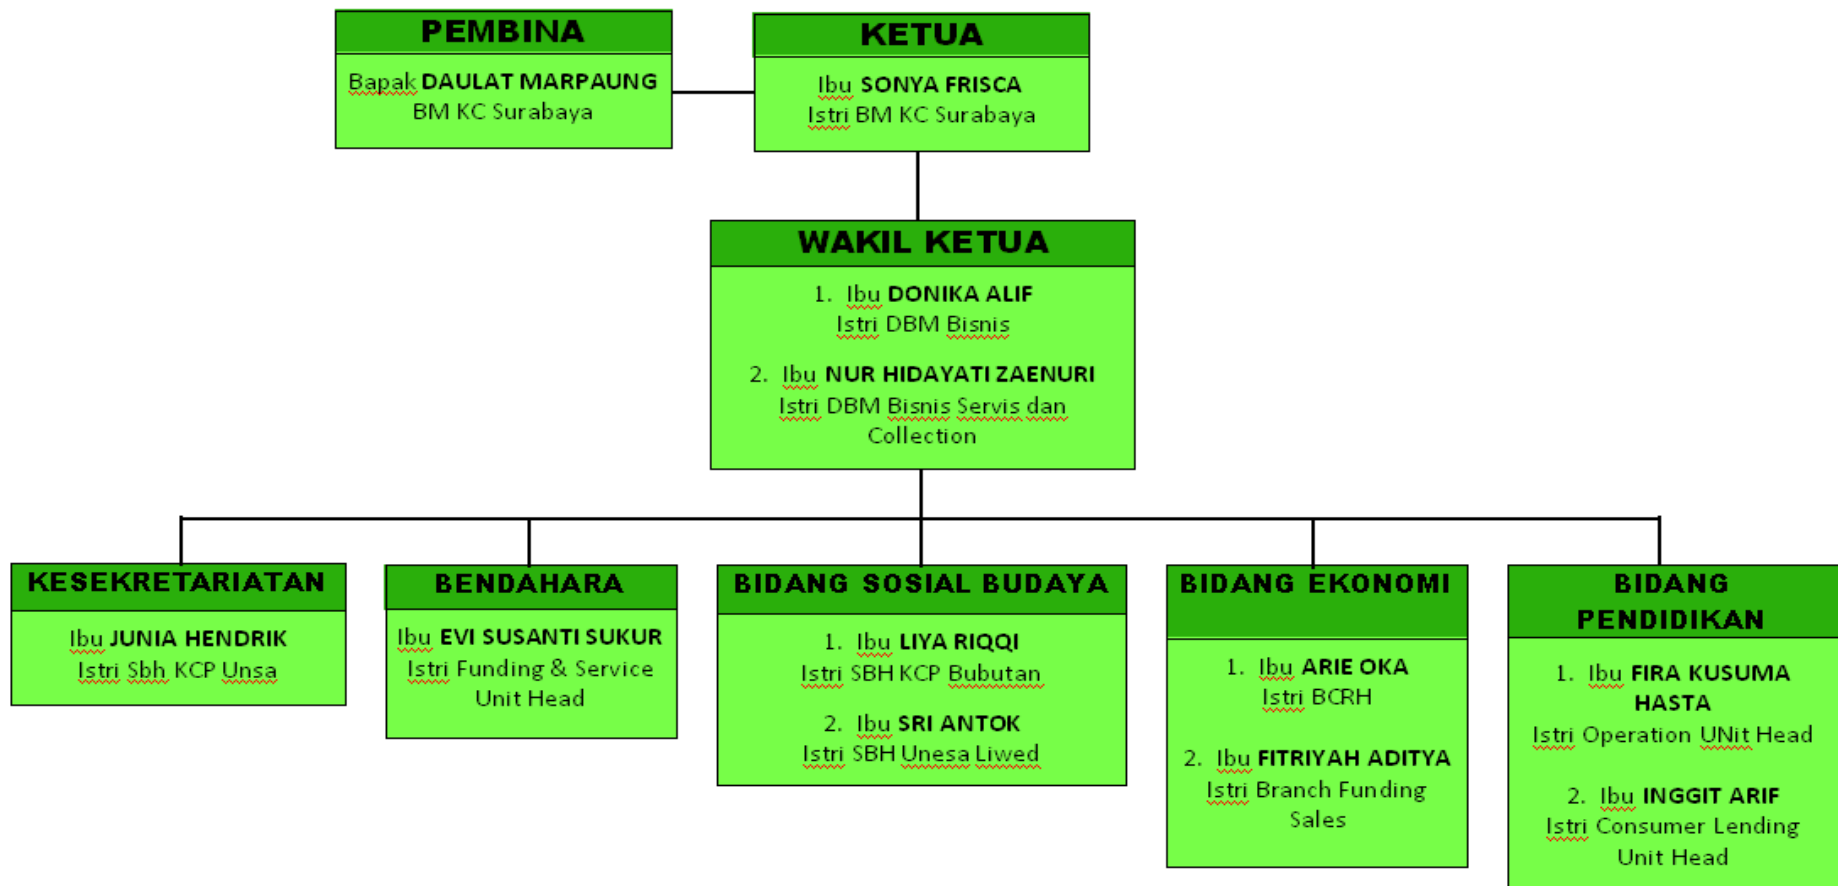 PEMBINA
Bapak DAULAT MARPAUNG
BM KC Surabaya
KETUA
Ibu SONYA FRISCA
Istri BM KC Surabaya
WAKIL KETUA
1. Ibu DONIKA ALIF
Istri DBM Bisnis
2. Ibu NUR HIDAYATI ZAENURI
Istri DBM Bisnis Servis dan
Collection
KESEKRETARIATAN
Ibu JUNIA HENDRIK
Istri Sbh KCP Unsa
BENDAHARA
Ibu EVI SUSANTI SUKUR
Istri Funding & Service
Unit Head
BIDANG SOSIAL BUDAYA
1. Ibu LIYA RIQQI
Istri SBH KCP Bubutan
2. Ibu SRI ANTOK
Istri SBH Unesa Liwed
BIDANG EKONOMI
1. Ibu ARIE OKA
Istri BCRH
2. Ibu FITRIYAH ADITYA
Istri Branch Funding
Sales
BIDANG
PENDIDIKAN
1. Ibu FIRA KUSUMA
HASTA
Istri Operation UNit Head
2. Ibu INGGIT ARIF
Istri Consumer Lending
Unit Head